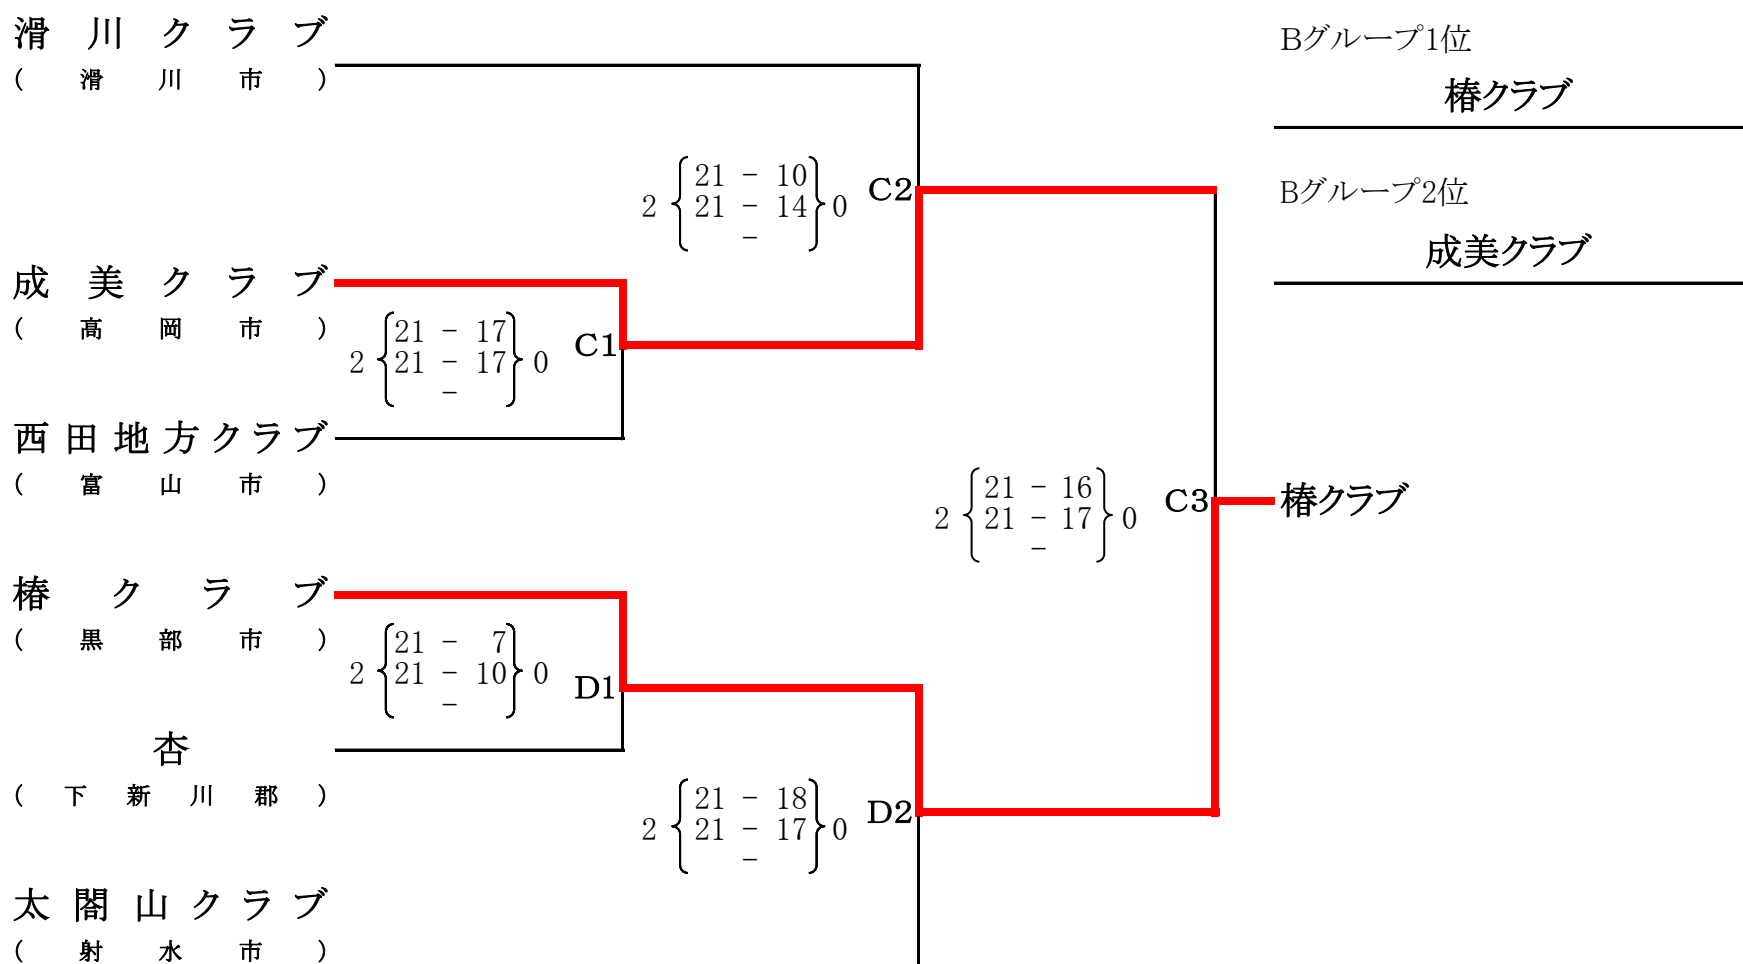 滑川クラブ
(滑川市)
Bグループ1位
椿クラブ
21 - 10
2 21 - 14 0
-
C2
Bグループ2位
成美クラブ
成美クラブ
(高岡市)
21 - 17
2 21 - 17 0
-
C1
西田地方クラブ
(富山市)
21 - 16
2 21 - 17 0
-
C3
椿クラブ
椿クラブ
(黒部市)
21 - 7
2 21 - 10 0
-
D1
杏
(下新川郡)
21 - 18
2 21 - 17 0
-
D2
太閤山クラブ
(射水市)